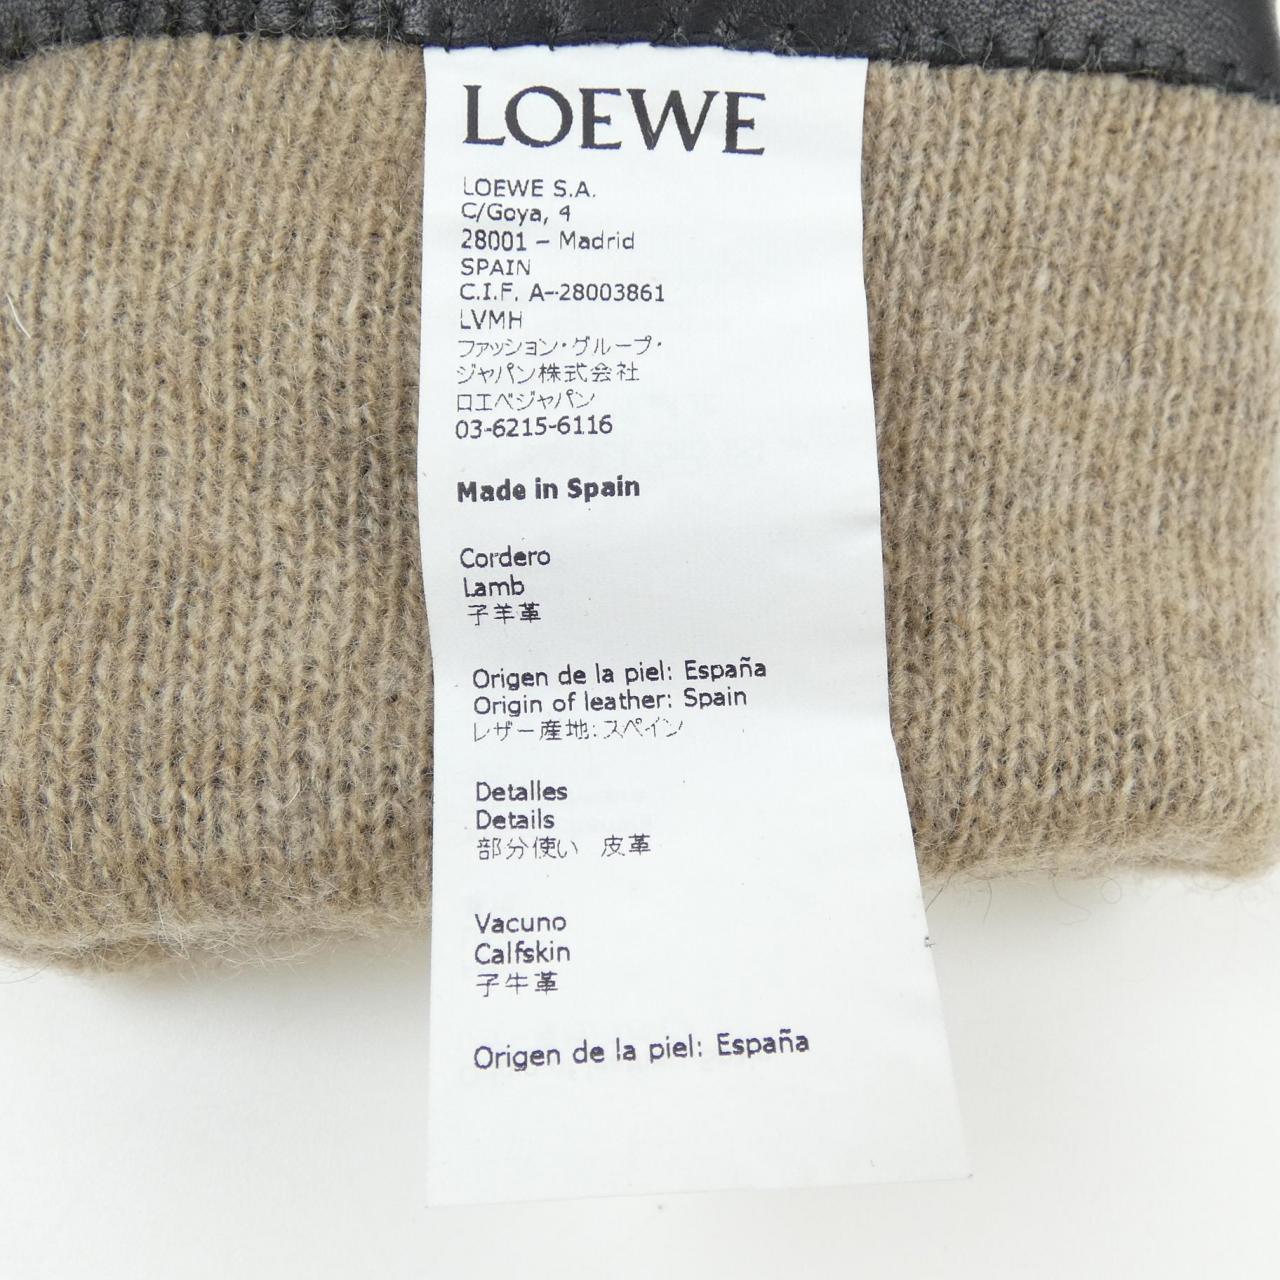 LOEWE
LOEWE S.A.
C/Goya, 4
28001 – Madrid
SPAIN
C.I.F. A-28003861
LVMH
ファッション・グループ・
ジャパン株式会社
ロエベジャパン
03-6215-6116
Made in Spain
Cordero
Lamb
子羊革
Origen de la piel: España
Origin of leather: Spain
レザー産地:スペイン
Detalles
Details
部分使い 皮革
Vacuno
Calfskin
子牛革
Origen de la piel: España